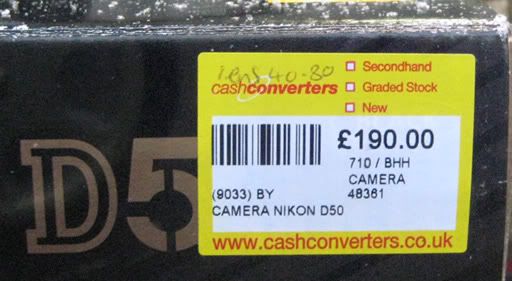 lens 40-80
cashconverters
Secondhand
Graded Stock
New
£190.00
710 / BHH
CAMERA
48361
(9033) BY
CAMERA NIKON D50
www.cashconverters.co.uk
D5